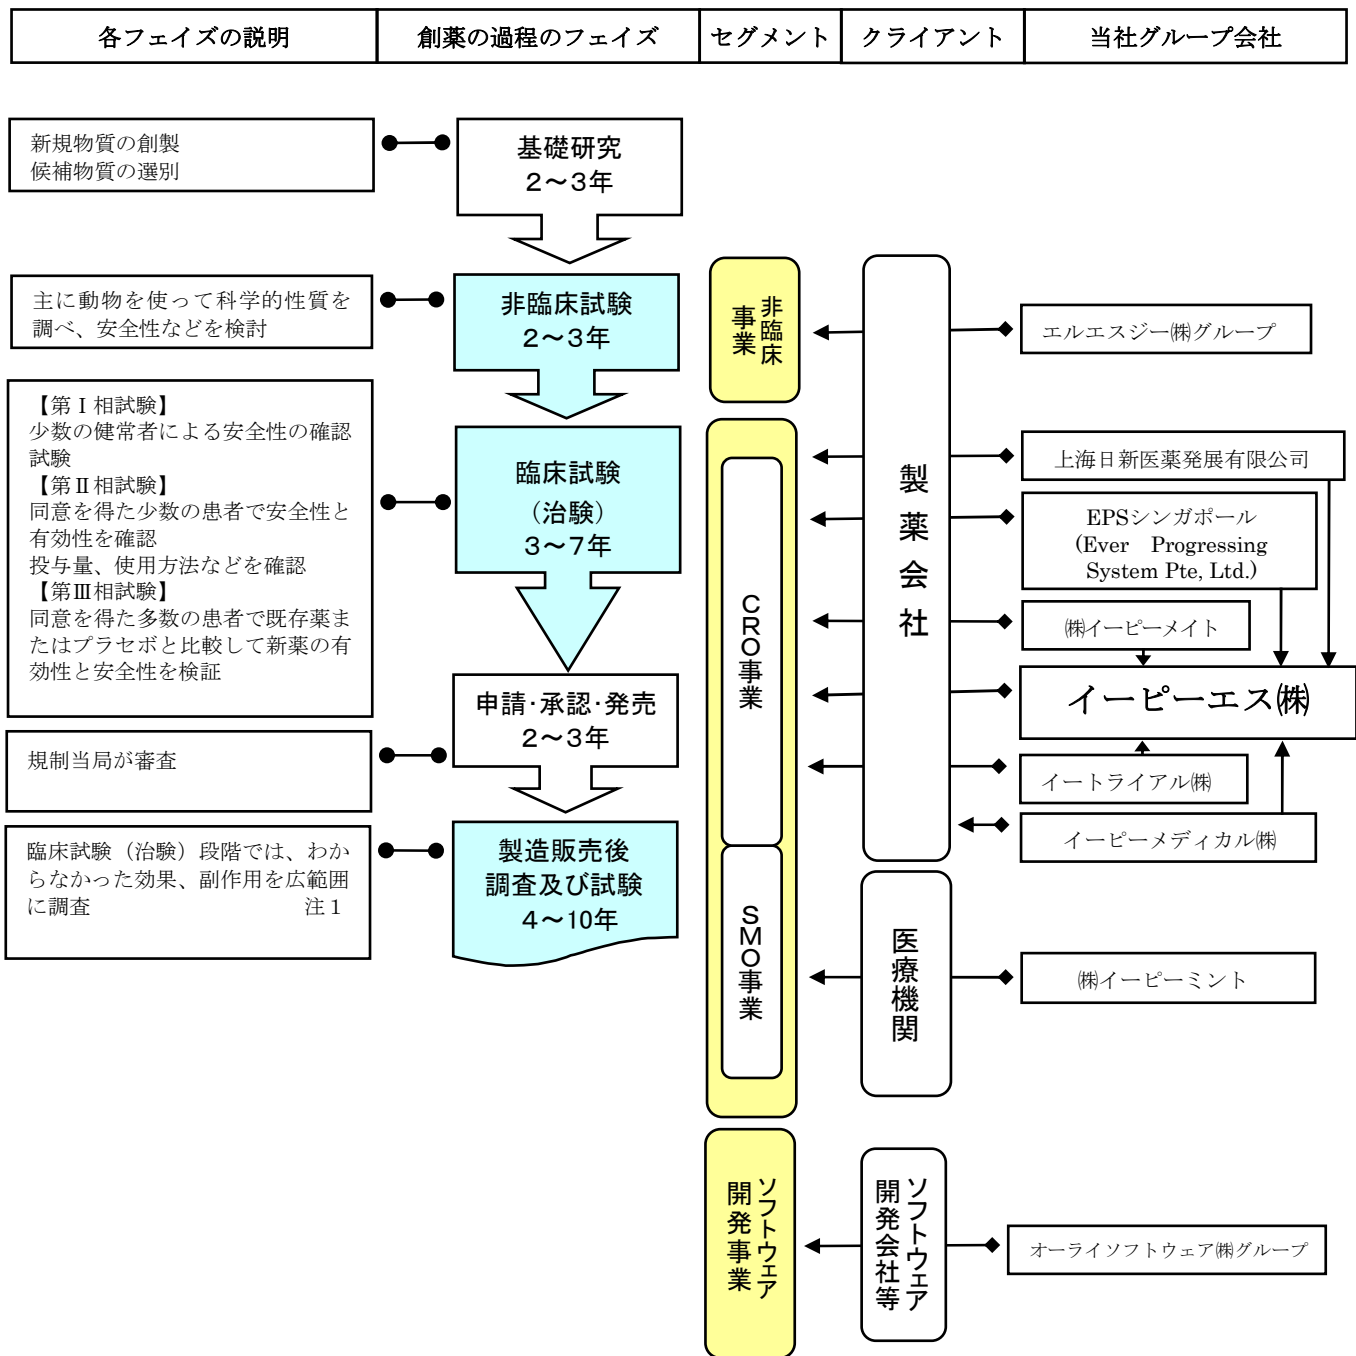 各フェイズの説明
創薬の過程のフェイズ
セグメント
クライアント
当社グループ会社
新規物質の創製
候補物質の選別
基礎研究
2～3年
主に動物を使って科学的性質を
調べ、安全性などを検討
非臨床試験
2～3年
【第Ⅰ相試験】
少数の健常者による安全性の確認
試験
【第Ⅱ相試験】
同意を得た少数の患者で安全性と
有効性を確認
投与量、使用方法などを確認
【第Ⅲ相試験】
同意を得た多数の患者で既存薬ま
たはプラセボと比較して新薬の有
効性と安全性を検証
臨床試験
（治験）
3～7年
規制当局が審査
申請･承認･発売
2～3年
臨床試験（治験）段階では、わか
らなかった効果、副作用を広範囲
に調査 注１
製造販売後
調査及び試験
4～10年
非臨床
事業
CRO事業
SMO事業
ソフトウェア
開発事業
製薬会社
医療機関
ソフトウェア
開発会社等
エルエスジー㈱グループ
上海日新医薬発展有限公司
EPSシンガポール
(Ever Progressing
System Pte, Ltd.)
㈱イーピーメイト
イーピーエス㈱
イートライアル㈱
イーピーメディカル㈱
㈱イーピーミント
オーライソフトウェア㈱グループ